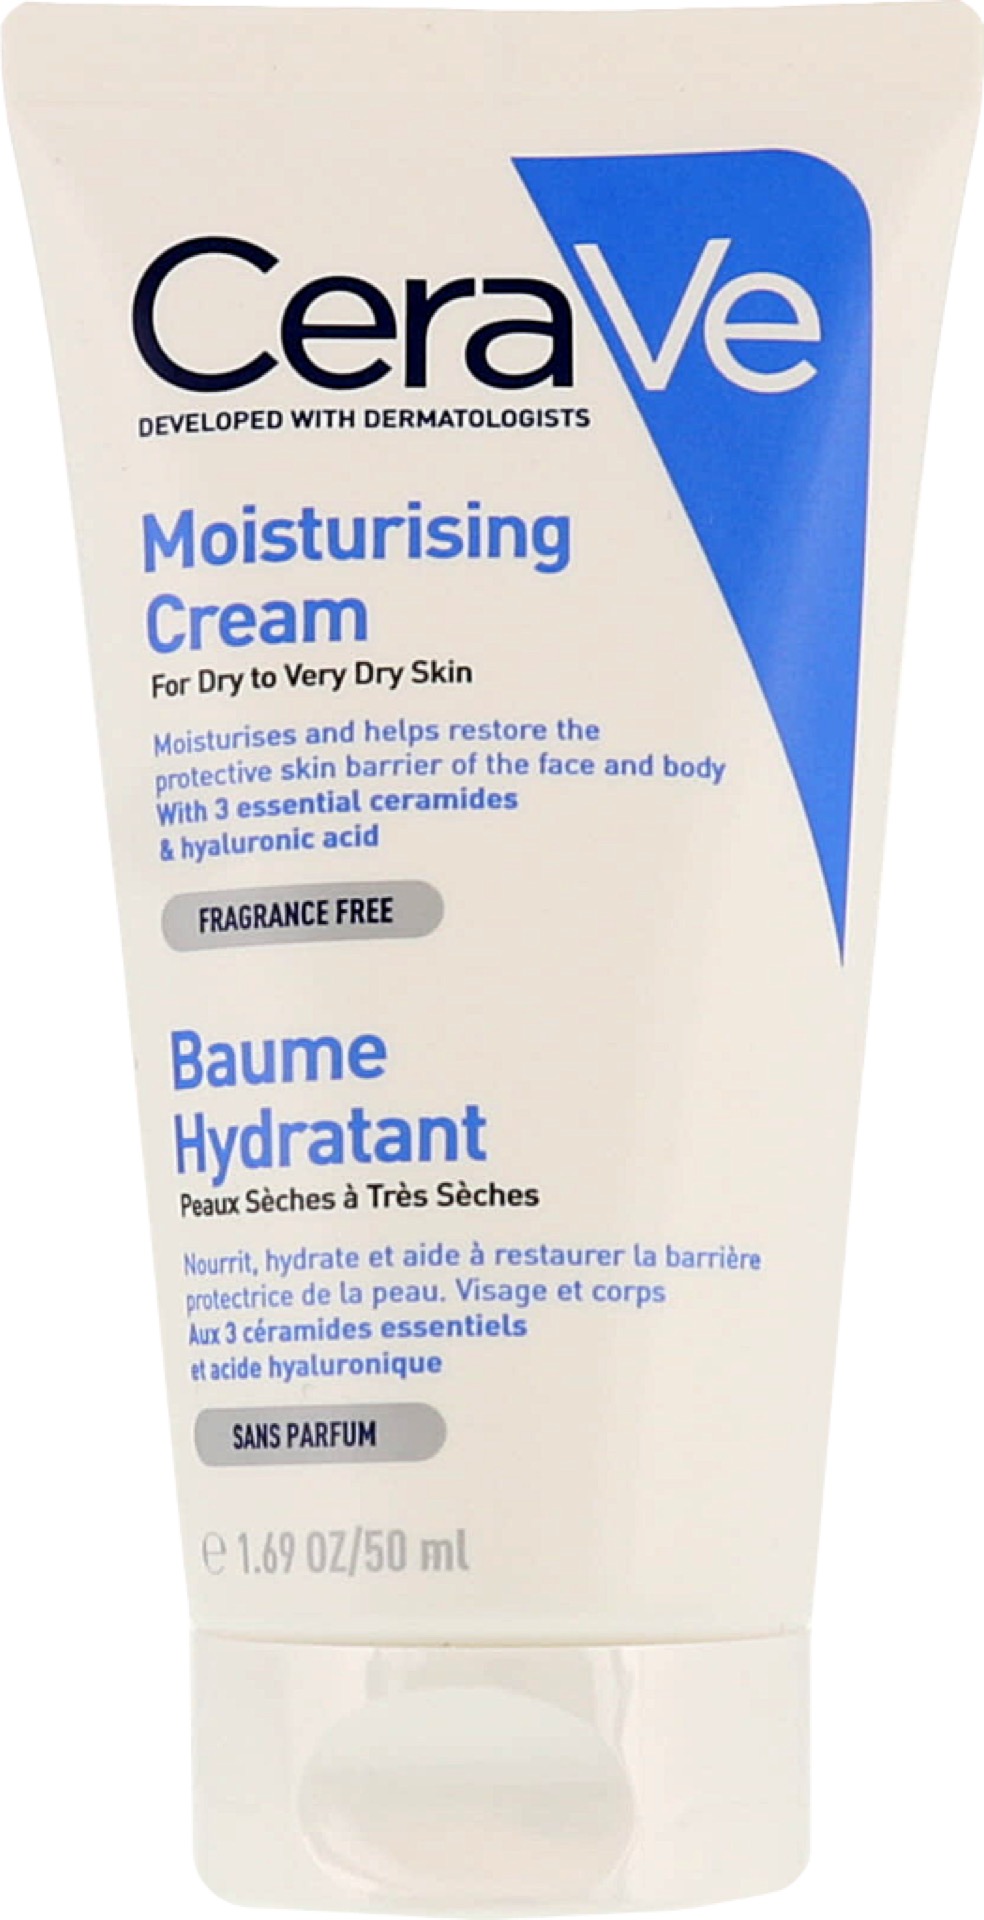 CeraVe
DEVELOPED WITH DERMATOLOGISTS
Moisturising
Cream
For Dry to Very Dry Skin
Moisturises and helps restore the
protective skin barrier of the face and body
With 3 essential ceramides
& hyaluronic acid
FRAGRANCE FREE
Baume
Hydratant
Peaux Sèches à Très Sèches
Nourrit, hydrate et aide à restaurer la barrière
protectrice de la peau. Visage et corps
Aux 3 céramides essentiels
et acide hyaluronique
SANS PARFUM
℮ 1.69 OZ/50 ml